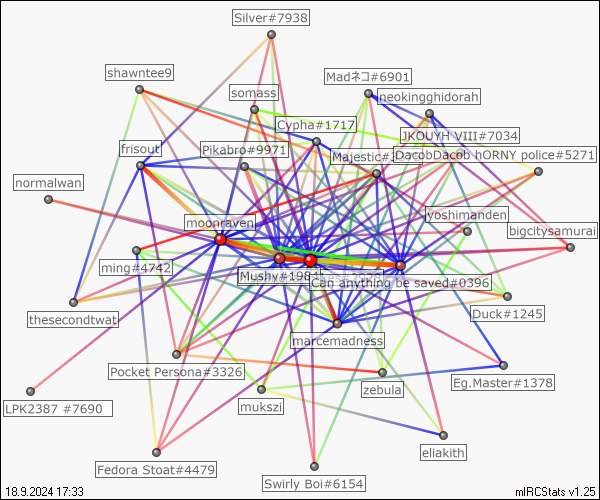 Silver#7938
shawntee9
Madネコ#6901
somass
neokingghidorah
Cypha#1717
JKOUYH VIII#7034
frisout
Pikabro#9971
DacobDacob hORNY police#5271
normalwan
moonraven
yoshimanden
bigcitysamurai
ming#4742
Mushy#1984
Can anything be saved#0396
thesecondtwat
Duck#1245
marcemadness
Pocket Persona#3326
zebula
Eg.Master#1378
LPK2387 #7690
mukszi
eliakith
Fedora Stoat#4479
Swirly Boi#6154
18.9.2024 17:33
mIRCStats v1.25